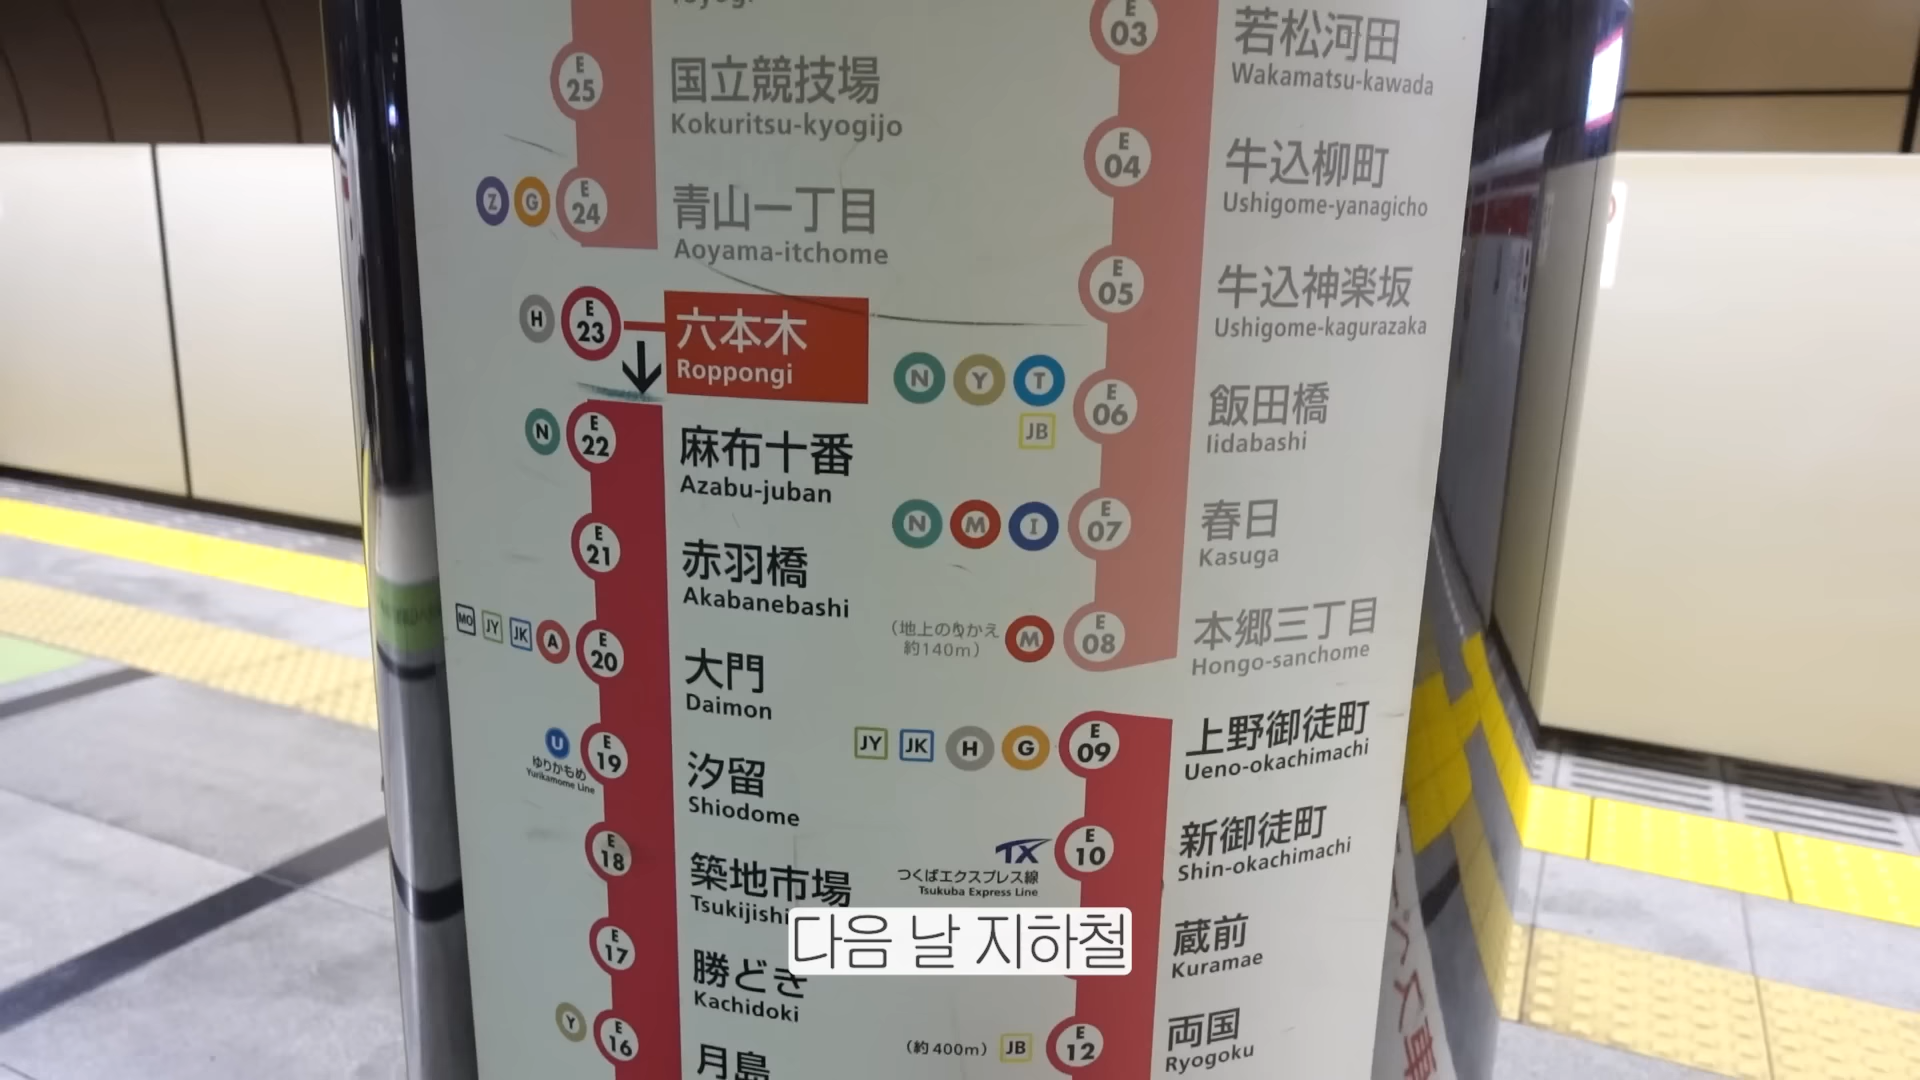 E
25
国立競技場
Kokuritsu-kyogijo
Z
G
E
24
青山一丁目
Aoyama-itchome
H
E
23
六本木
Roppongi
N
E
22
麻布十番
Azabu-juban
E
21
赤羽橋
Akabanebashi
MO
JY
JK
A
E
20
大門
Daimon
U
ゆりかもめ
Yurikamome Line
E
19
汐留
Shiodome
E
18
築地市場
E
17
勝どき
Kachidoki
Y
E
16
月島
E
03
若松河田
Wakamatsu-kawada
E
04
牛込柳町
Ushigome-yanagicho
E
05
牛込神楽坂
Ushigome-kagurazaka
N
Y
T
JB
E
06
飯田橋
Iidabashi
N
M
I
E
07
春日
Kasuga
(地上のりかえ
約140m)
M
E
08
本郷三丁目
Hongo-sanchome
JY
JK
H
G
E
09
上野御徒町
Ueno-okachimachi
TX
つくばエクスプレス線
Tsukuba Express Line
E
10
新御徒町
Shin-okachimachi
蔵前
Kuramae
(約400m)
JB
E
12
両国
Ryogoku
다음 날 지하철